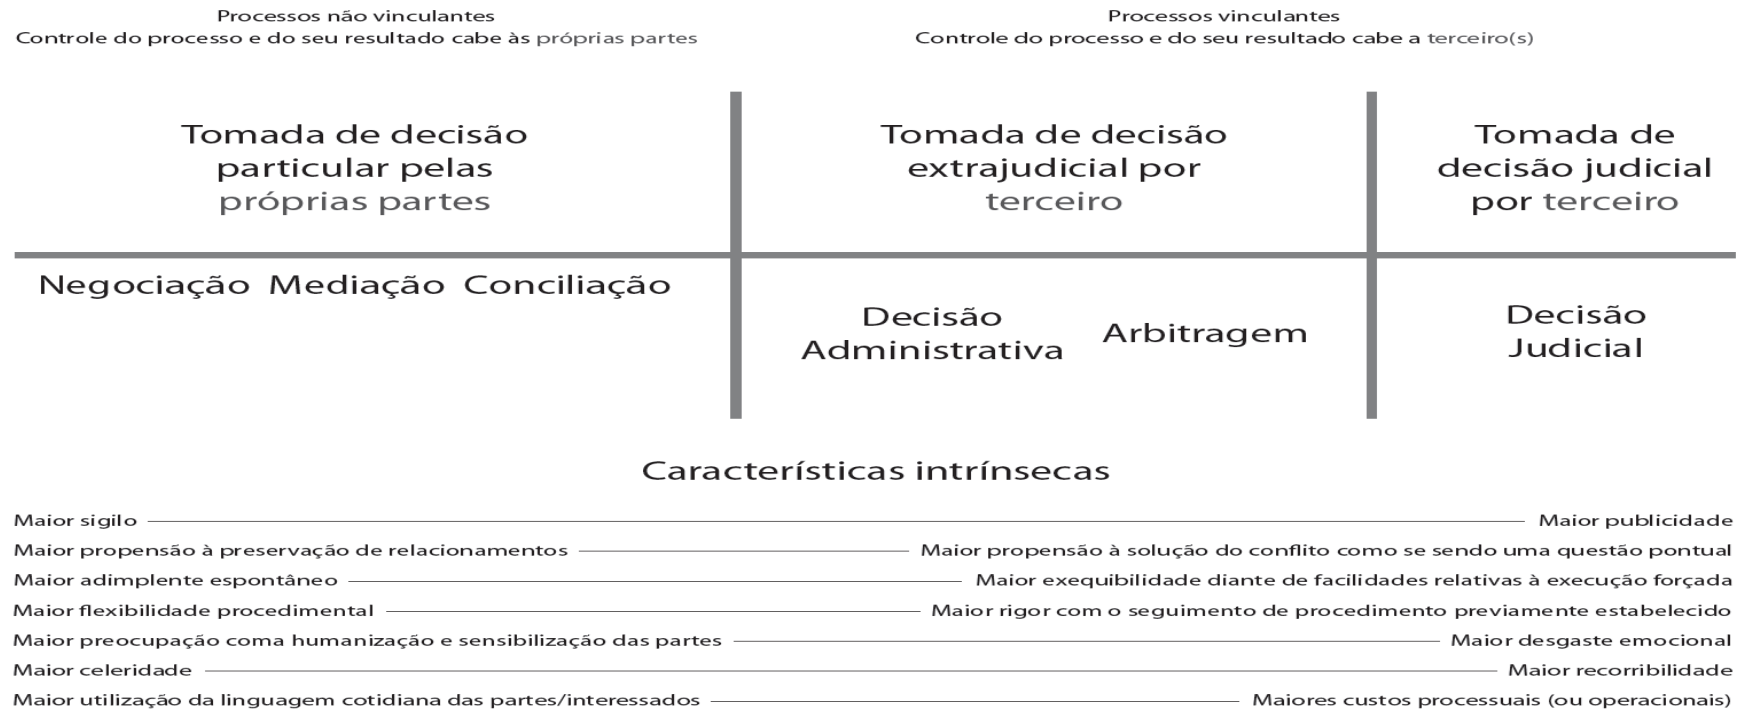 Processos não vinculantes
Controle do processo e do seu resultado cabe às próprias partes
Processos vinculantes
Controle do processo e do seu resultado cabe a terceiro(s)
Tomada de decisão
particular pelas
próprias partes
Tomada de decisão
extrajudicial por
terceiro
Tomada de
decisão judicial
por terceiro
Negociação Mediação Conciliação
Decisão
Administrativa
Arbitragem
Decisão
Judicial
Características intrínsecas
Maior sigilo Maior publicidade
Maior propensão à preservação de relacionamentos Maior propensão à solução do conflito como se sendo uma questão pontual
Maior adimplente espontâneo Maior exequibilidade diante de facilidades relativas à execução forçada
Maior flexibilidade procedimental Maior rigor com o seguimento de procedimento previamente estabelecido
Maior preocupação coma humanização e sensibilização das partes Maior desgaste emocional
Maior celeridade Maior recorribilidade
Maior utilização da linguagem cotidiana das partes/interessados Maiores custos processuais (ou operacionais)